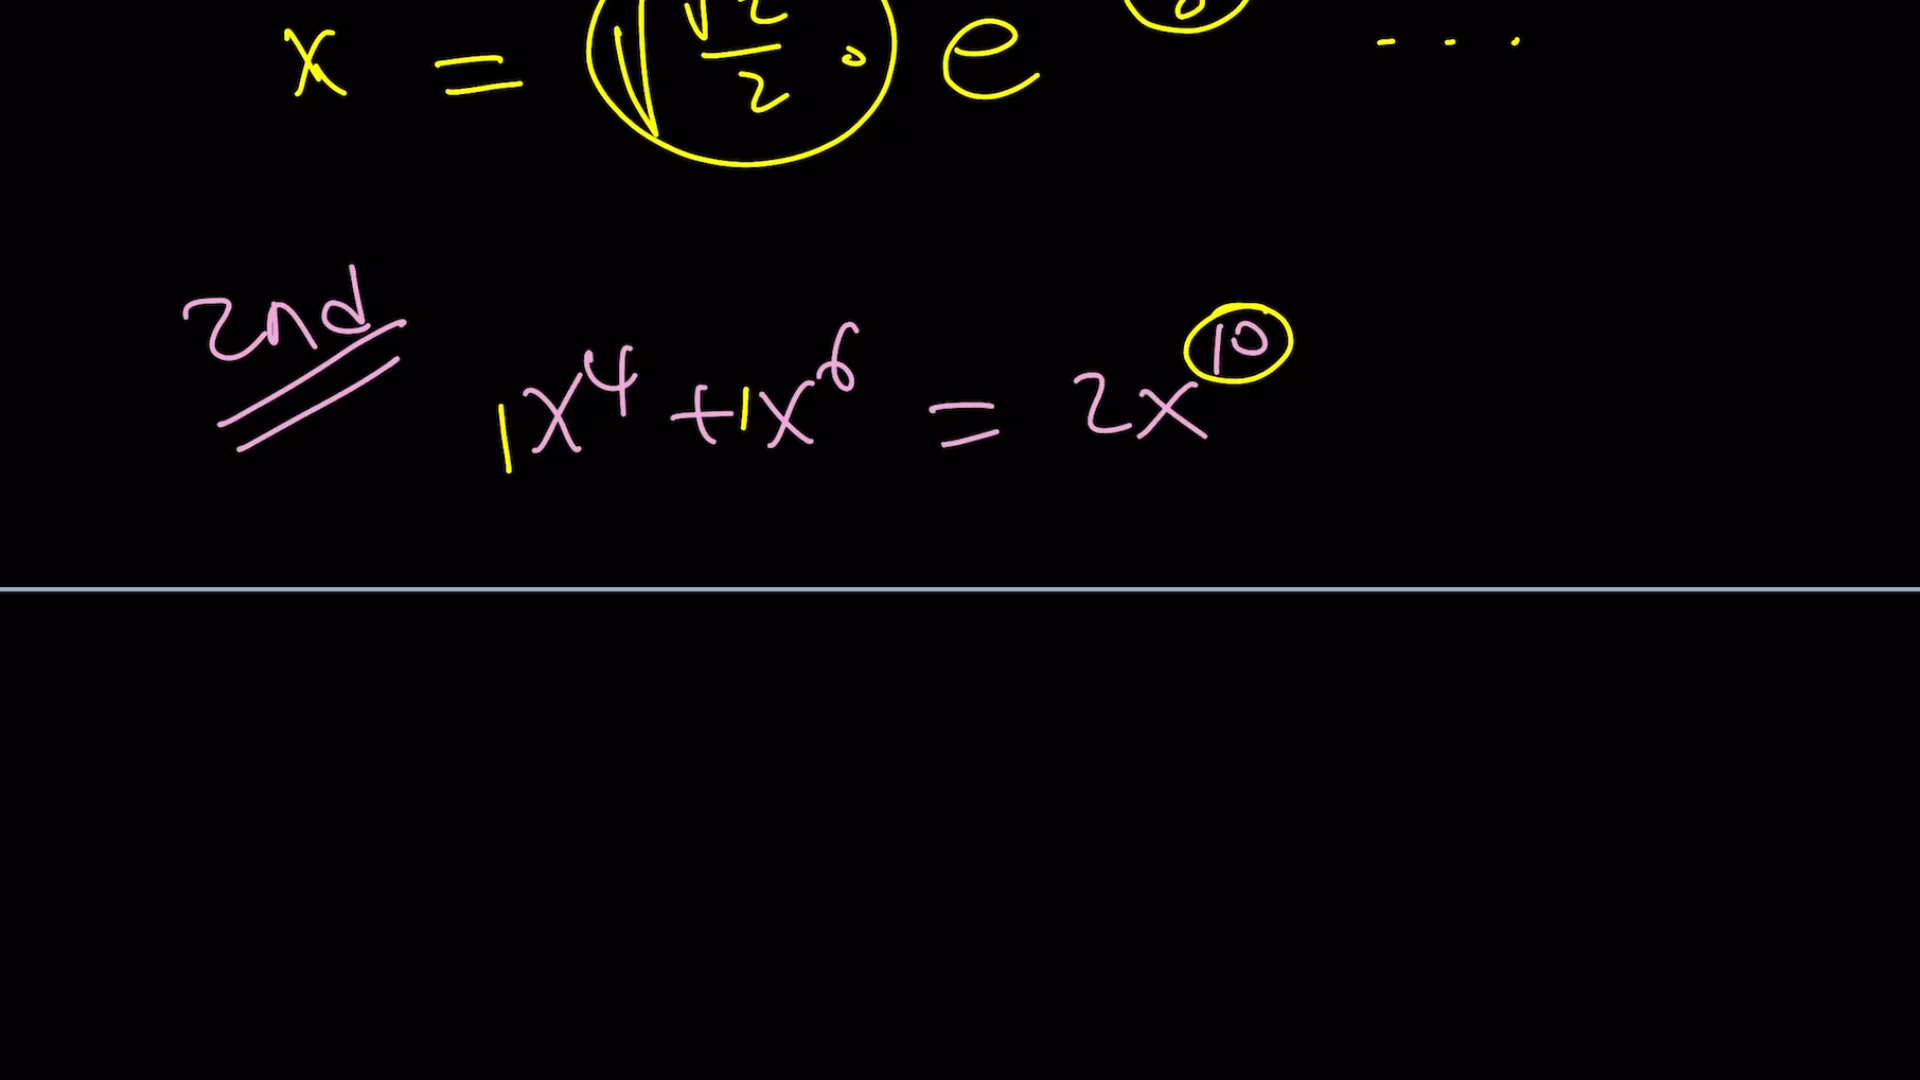 x = √(√2/2) · e - - ·
2nd
1x⁴ + 1x⁶ = 2x¹⁰